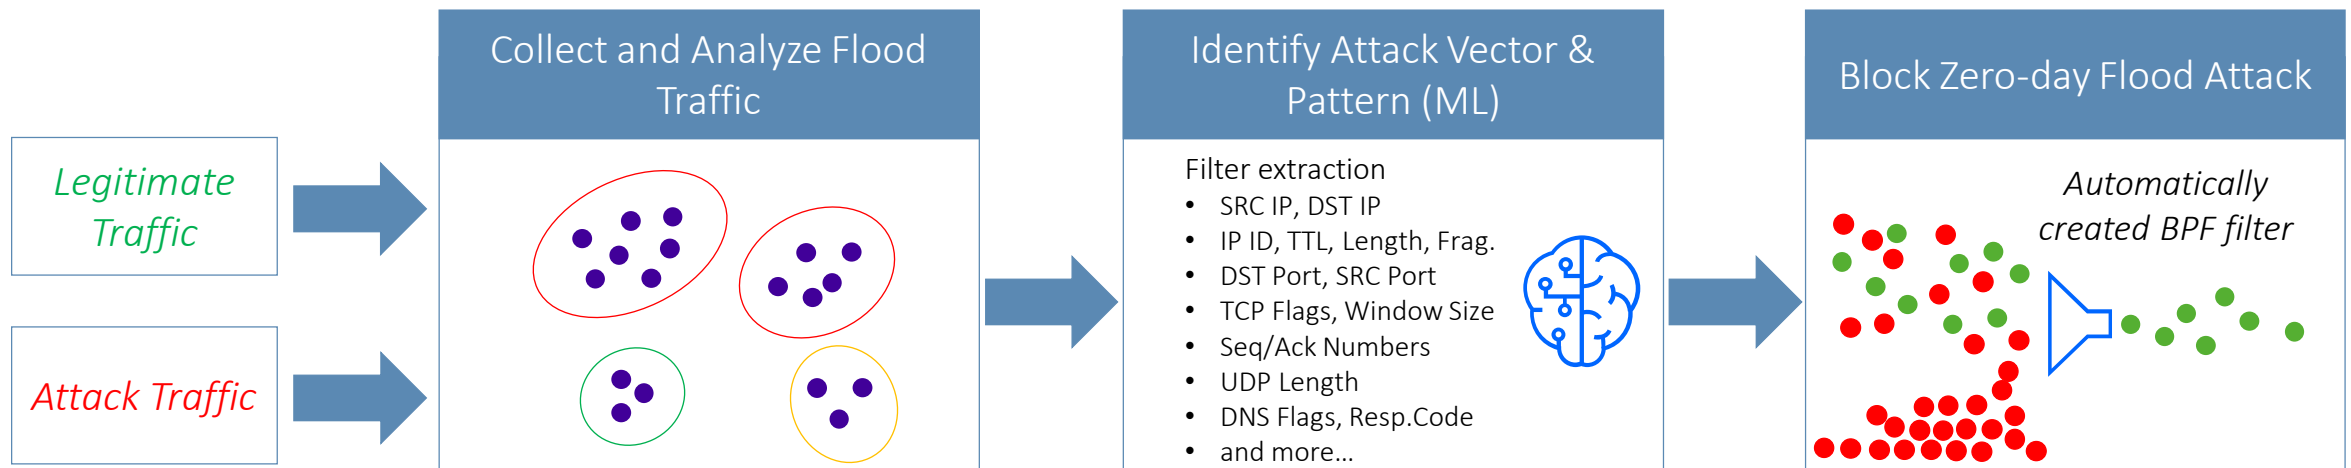 Legitimate
Traffic
Attack Traffic
Collect and Analyze Flood
Traffic
Identify Attack Vector &
Pattern (ML)
Filter extraction
• SRC IP, DST IP
• IP ID, TTL, Length, Frag.
• DST Port, SRC Port
• TCP Flags, Window Size
• Seq/Ack Numbers
• UDP Length
• DNS Flags, Resp.Code
• and more...
Block Zero-day Flood Attack
Automatically
created BPF filter